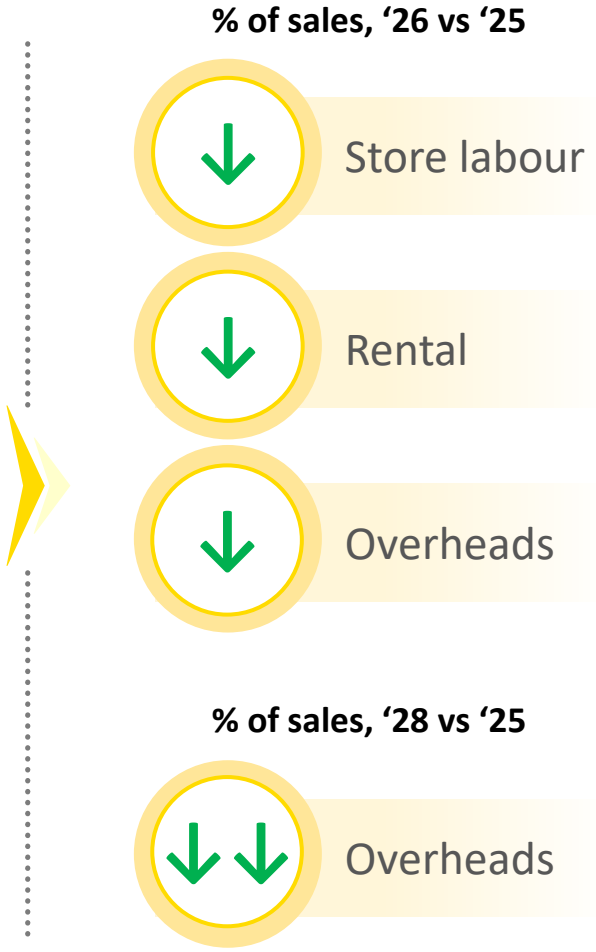 % of sales, ‘26 vs ‘25
Store labour
Rental
Overheads
% of sales, ‘28 vs ‘25
Overheads